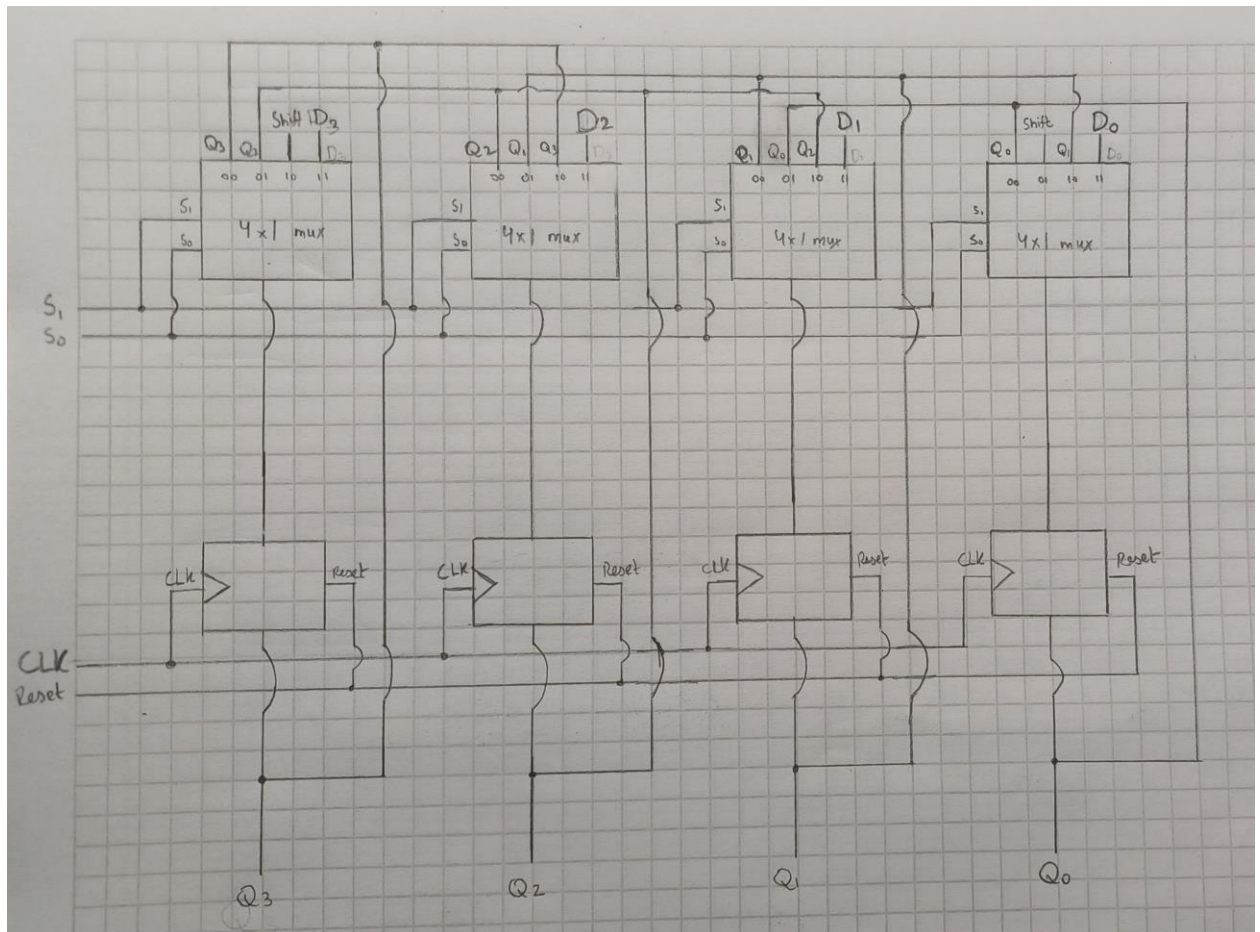 Shift D3 D2 D1 Shift D0
Q3 Q2 D3 Q2 Q1 Q3 Q1 Q0 Q2 D1 Q0 Q1 D0
00 01 10 11 00 01 10 11 00 01 10 11 00 01 10 11
S1 S1 S1 S1
S0 4x1 mux S0 4x1 mux S0 4x1 mux S0 4x1 mux
S1
S0
CLK Reset CLK Reset CLK Reset CLK Reset
CLK
Reset
Q3 Q2 Q1 Q0